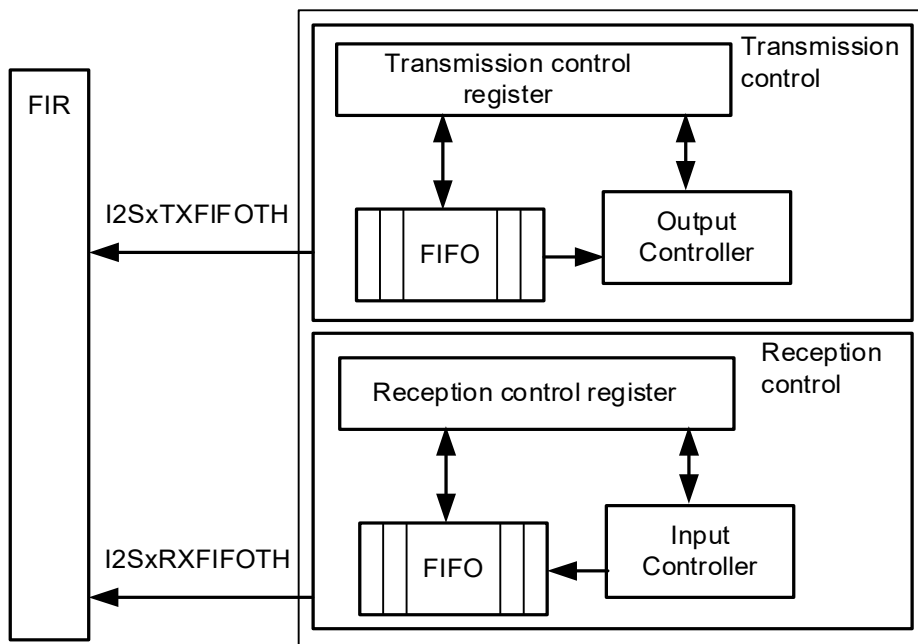 Transmission control
register
Transmission
control
FIR
I2SxTXFIFOTH
FIFO
Output
Controller
Reception control register
Reception
control
I2SxRXFIFOTH
FIFO
Input
Controller